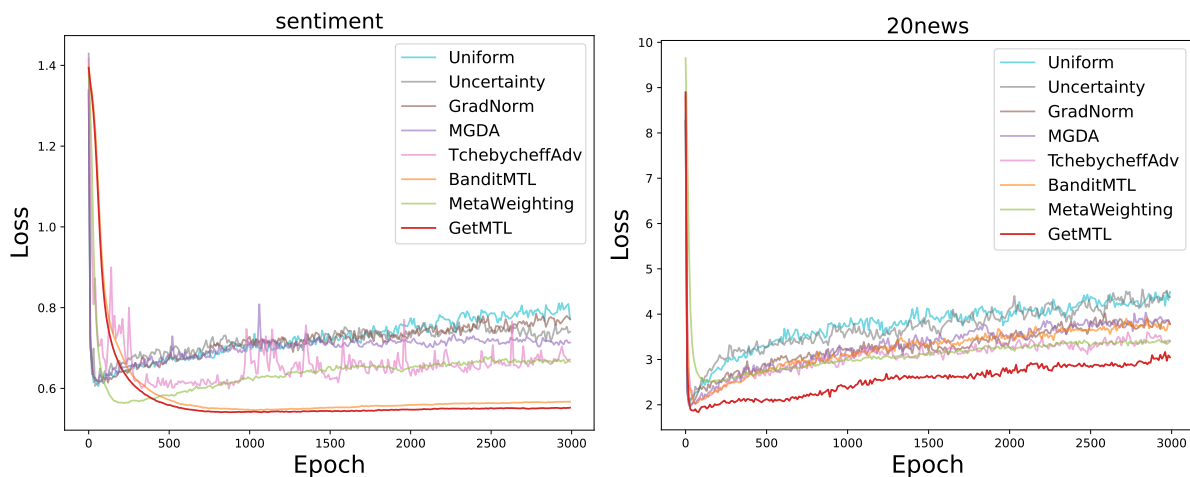 sentiment
Loss
1.4
1.2
1.0
0.8
0.6
Uniform
Uncertainty
GradNorm
MGDA
TchebycheffAdv
BanditMTL
MetaWeighting
GetMTL
0
500
1000
1500
2000
2500
3000
Epoch
20news
Loss
10
9
8
7
6
5
4
3
2
Uniform
Uncertainty
GradNorm
MGDA
TchebycheffAdv
BanditMTL
MetaWeighting
GetMTL
0
500
1000
1500
2000
2500
3000
Epoch